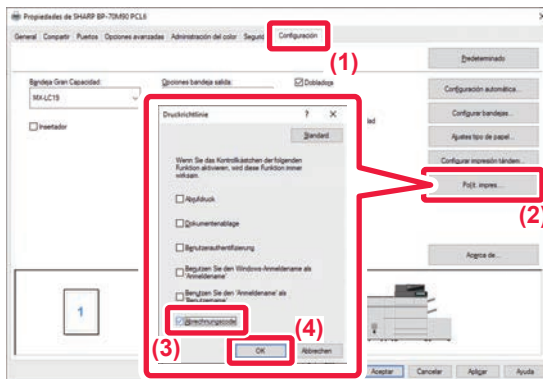 Propiedades de SHARP BP-70M90 PCL6
General Compartir Puertos Opciones avanzadas Administración del color Segurid Configuración
(1)
Predeterminado
Bandeja Gran Capacidad: Opciones bandeja salida: Dobladora
MX-LC19
Configuración automática...
Insertador
Configurar bandejas...
Ajustes tipo de papel...
Configurar impresión tándem...
Polít. impres...
(2)
Acerca de...
Druckrichtlinie ? ×
Standard
Wenn Sie das Kontrollkästchen der folgenden
Funktion aktivieren, wird diese Funktion immer
wirksam.
Abrufdruck
Dokumentenablage
Benutzerauthentifizierung
Benutzen Sie den Windows-Anmeldename als
'Anmeldename'
Benutzen Sie den 'Anmeldename' als
'Benutzername'
Abrechnungscode
(3)
(4)
OK Abbrechen
1
Aceptar Cancelar Aplicar Ayuda